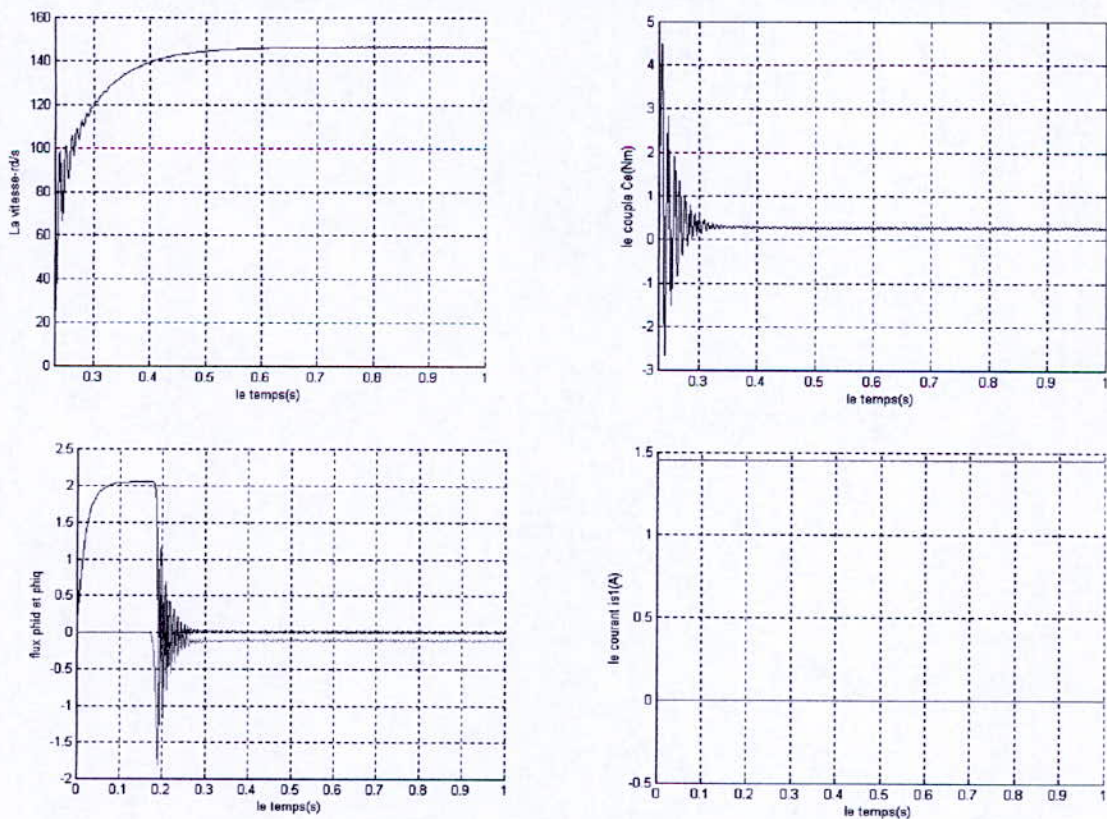 160
140
120
100
80
60
40
20
0
La vitesse-rd/s
0.3 0.4 0.5 0.6 0.7 0.8 0.9 1
le temps(s)
5
4
3
2
1
0
-1
-2
-3
le couple Ce(Nm)
0.3 0.4 0.5 0.6 0.7 0.8 0.9 1
le temps(s)
2.5
2
1.5
1
0.5
0
-0.5
-1
-1.5
-2
flux phid et phiq
0 0.1 0.2 0.3 0.4 0.5 0.6 0.7 0.8 0.9 1
le temps(s)
1.5
1
0.5
0
-0.5
le courant is1(A)
0 0.1 0.2 0.3 0.4 0.5 0.6 0.7 0.8 0.9 1
le temps(s)